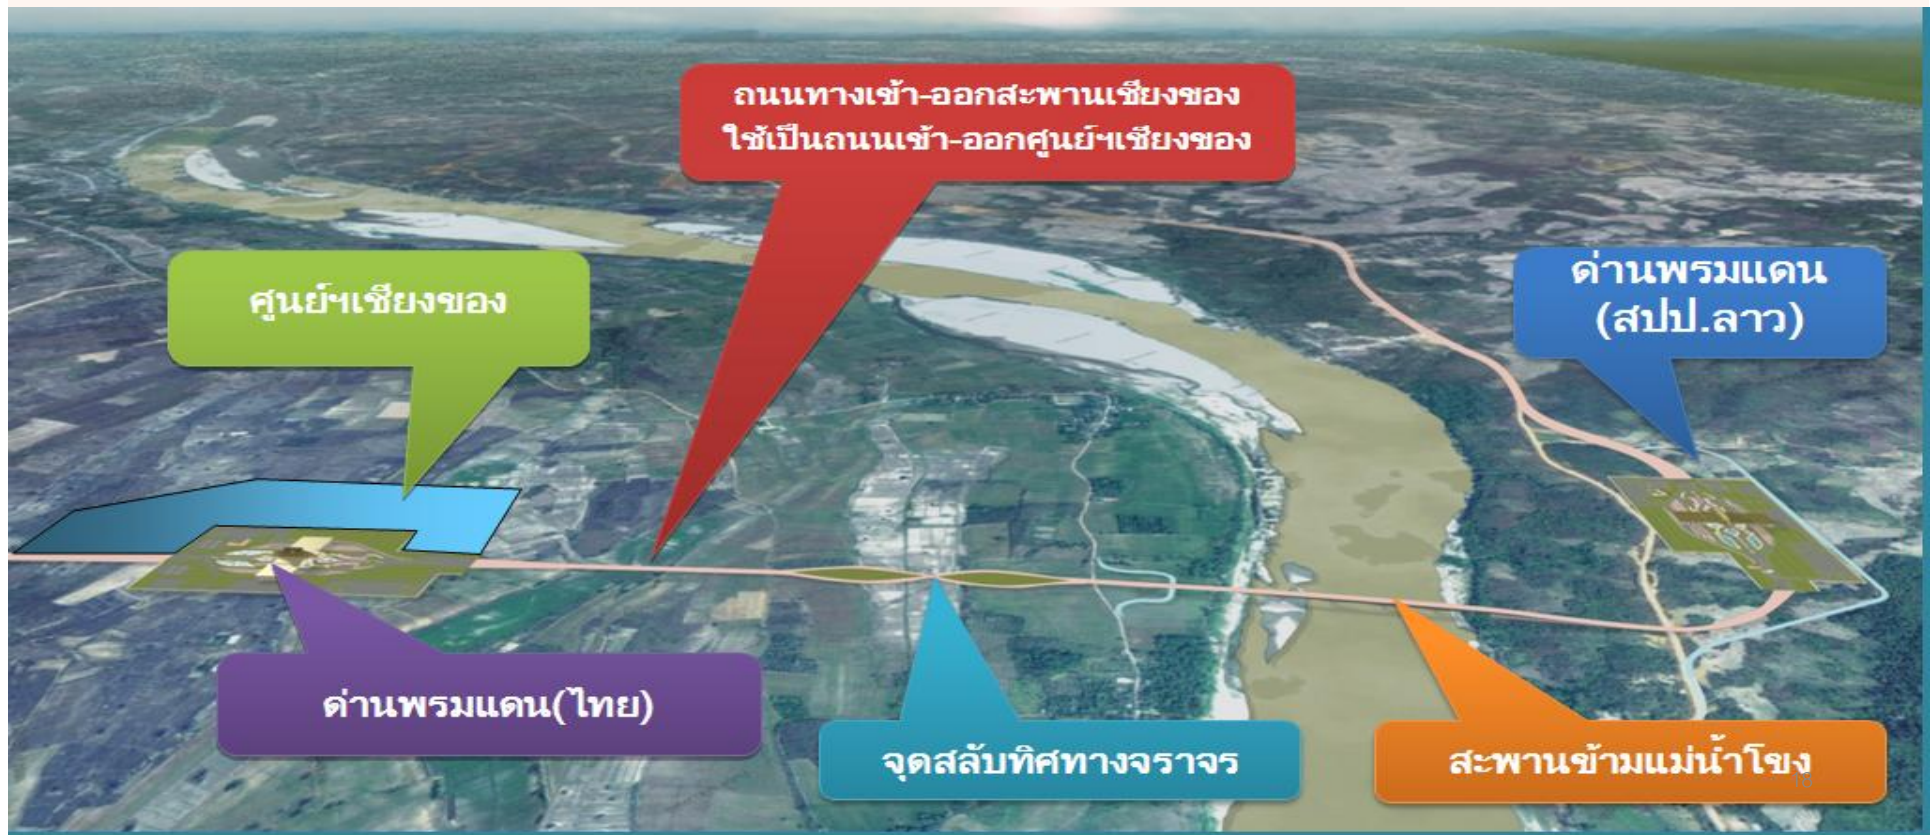 ถนนทางเข้า-ออกสะพานเชียงของ
ใช้เป็นถนนเข้า-ออกศูนย์ฯเชียงของ
ศูนย์ฯเชียงของ
ด่านพรมแดน
(สปป.ลาว)
ด่านพรมแดน(ไทย)
จุดสลับทิศทางจราจร
สะพานข้ามแม่น้ำโขง